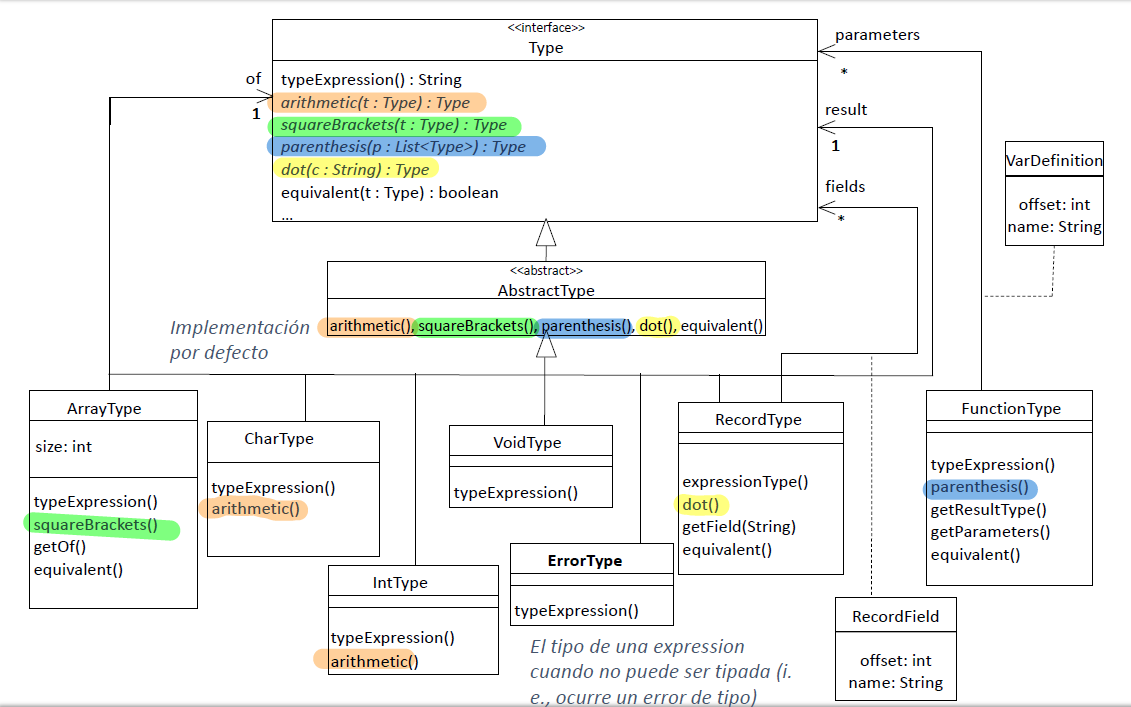 <<interface>>
Type
typeExpression() : String
arithmetic(t : Type) : Type
squareBrackets(t : Type) : Type
parenthesis(p : List<Type>) : Type
dot(c : String) : Type
equivalent(t : Type) : boolean
...
of
1
parameters
*
result
1
fields
*
VarDefinition
offset: int
name: String
<<abstract>>
AbstractType
arithmetic(), squareBrackets(), parenthesis(), dot(), equivalent()
Implementación
por defecto
ArrayType
size: int
typeExpression()
squareBrackets()
getOf()
equivalent()
CharType
typeExpression()
arithmetic()
IntType
typeExpression()
arithmetic()
VoidType
typeExpression()
ErrorType
typeExpression()
El tipo de una expression
cuando no puede ser tipada (i.
e., ocurre un error de tipo)
RecordType
expressionType()
dot()
getField(String)
equivalent()
FunctionType
typeExpression()
parenthesis()
getResultType()
getParameters()
equivalent()
RecordField
offset: int
name: String